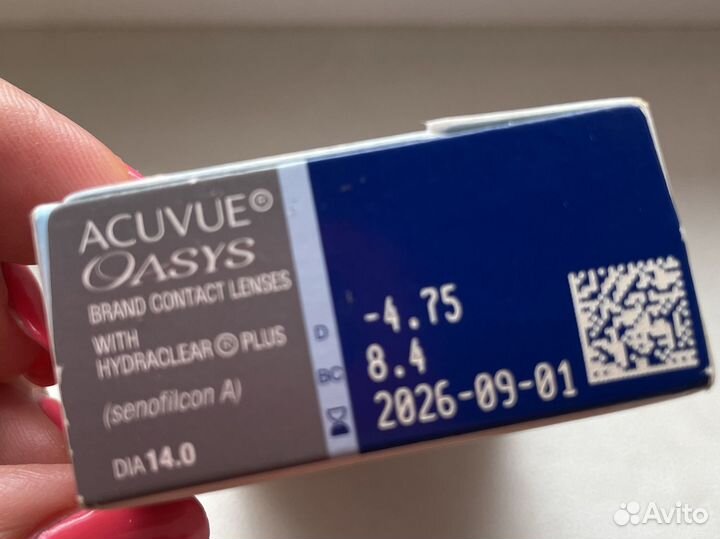 ACUVUE®
OASYS
BRAND CONTACT LENSES
WITH
HYDRACLEAR® PLUS
(senofilcon A)
DIA 14.0
D -4.75
BC 8.4
2026-09-01
Avito